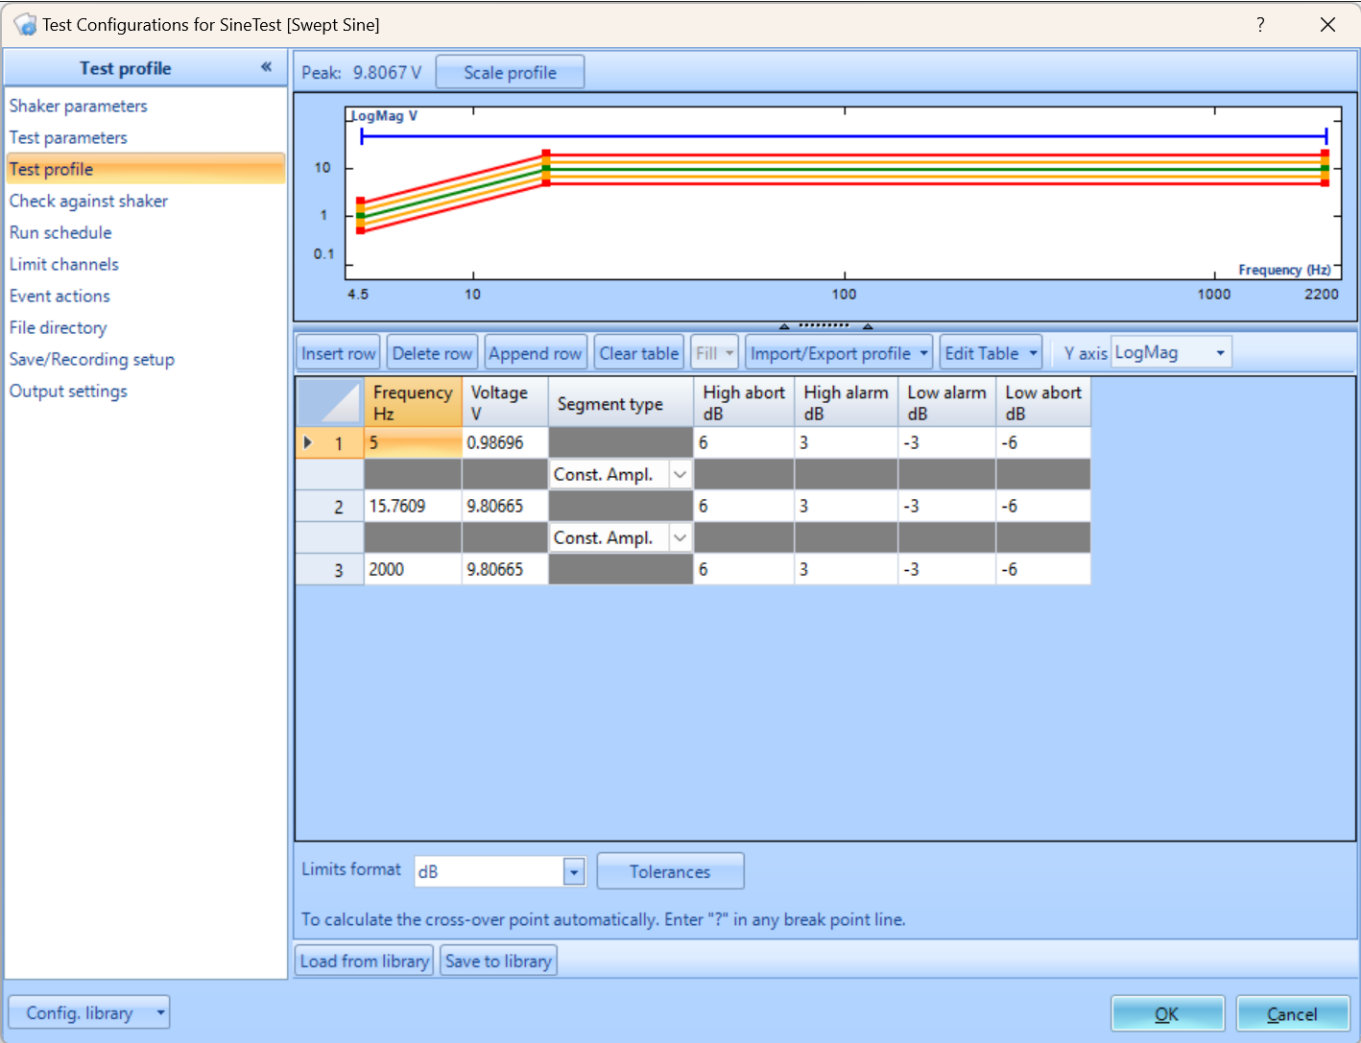 Test Configurations for SineTest [Swept Sine]
?
Test profile «
Shaker parameters
Test parameters
Test profile
Check against shaker
Run schedule
Limit channels
Event actions
File directory
Save/Recording setup
Output settings
Peak: 9.8067 V Scale profile
LogMag V
10
1
0.1
Frequency (Hz)
4.5 10 100 1000 2200
Insert row Delete row Append row Clear table Fill Import/Export profile Edit Table Y axis LogMag
Frequency Hz Voltage V Segment type High abort dB High alarm dB Low alarm dB Low abort dB
1 5 0.98696 6 3 -3 -6
Const. Ampl.
2 15.7609 9.80665 6 3 -3 -6
Const. Ampl.
3 2000 9.80665 6 3 -3 -6
Limits format dB Tolerances
To calculate the cross-over point automatically. Enter "?" in any break point line.
Load from library Save to library
Config. library OK Cancel